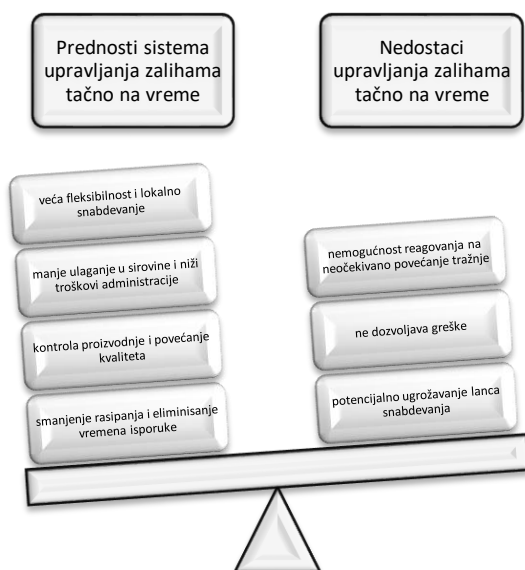 Prednosti sistema
upravljanja zalihama
tačno na vreme
Nedostaci
upravljanja zalihama
tačno na vreme
veća fleksibilnost i lokalno
snabdevanje
manje ulaganje u sirovine i niži
troškovi administracije
kontrola proizvodnje i povećanje
kvaliteta
smanjenje rasipanja i eliminisanje
vremena isporuke
nemogućnost reagovanja na
neočekivano povećanje tražnje
ne dozvoljava greške
potencijalno ugrožavanje lanca
snabdevanja